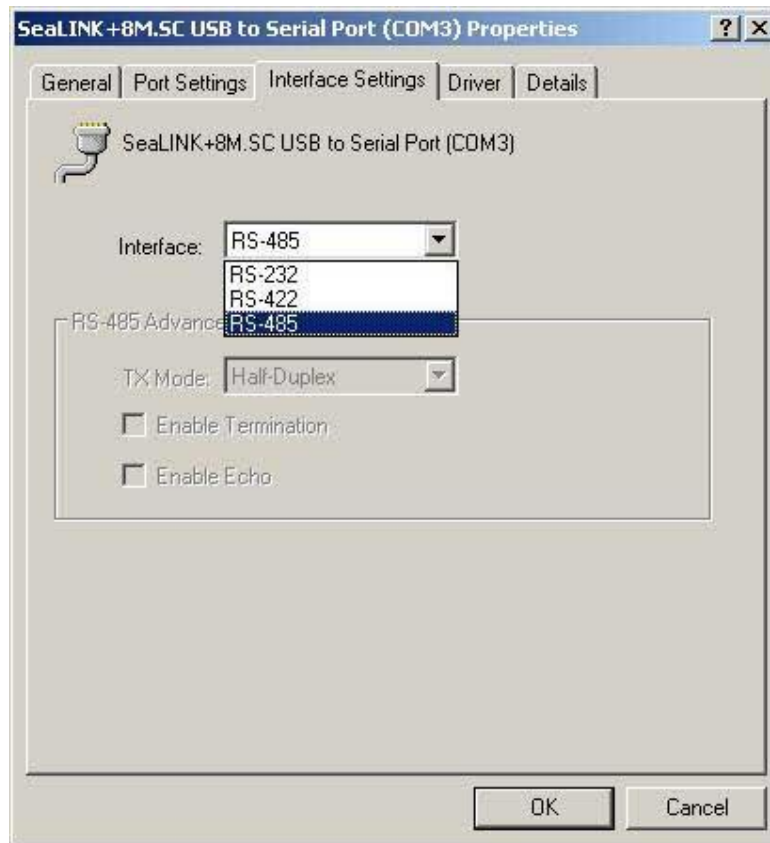 SeaLINK+8M.SC USB to Serial Port (COM3) Properties
General Port Settings Interface Settings Driver Details
SeaLINK+8M.SC USB to Serial Port (COM3)
Interface: RS-485
RS-232
RS-422
RS-485 Advance RS-485
TX Mode: Half-Duplex
Enable Termination
Enable Echo
OK Cancel